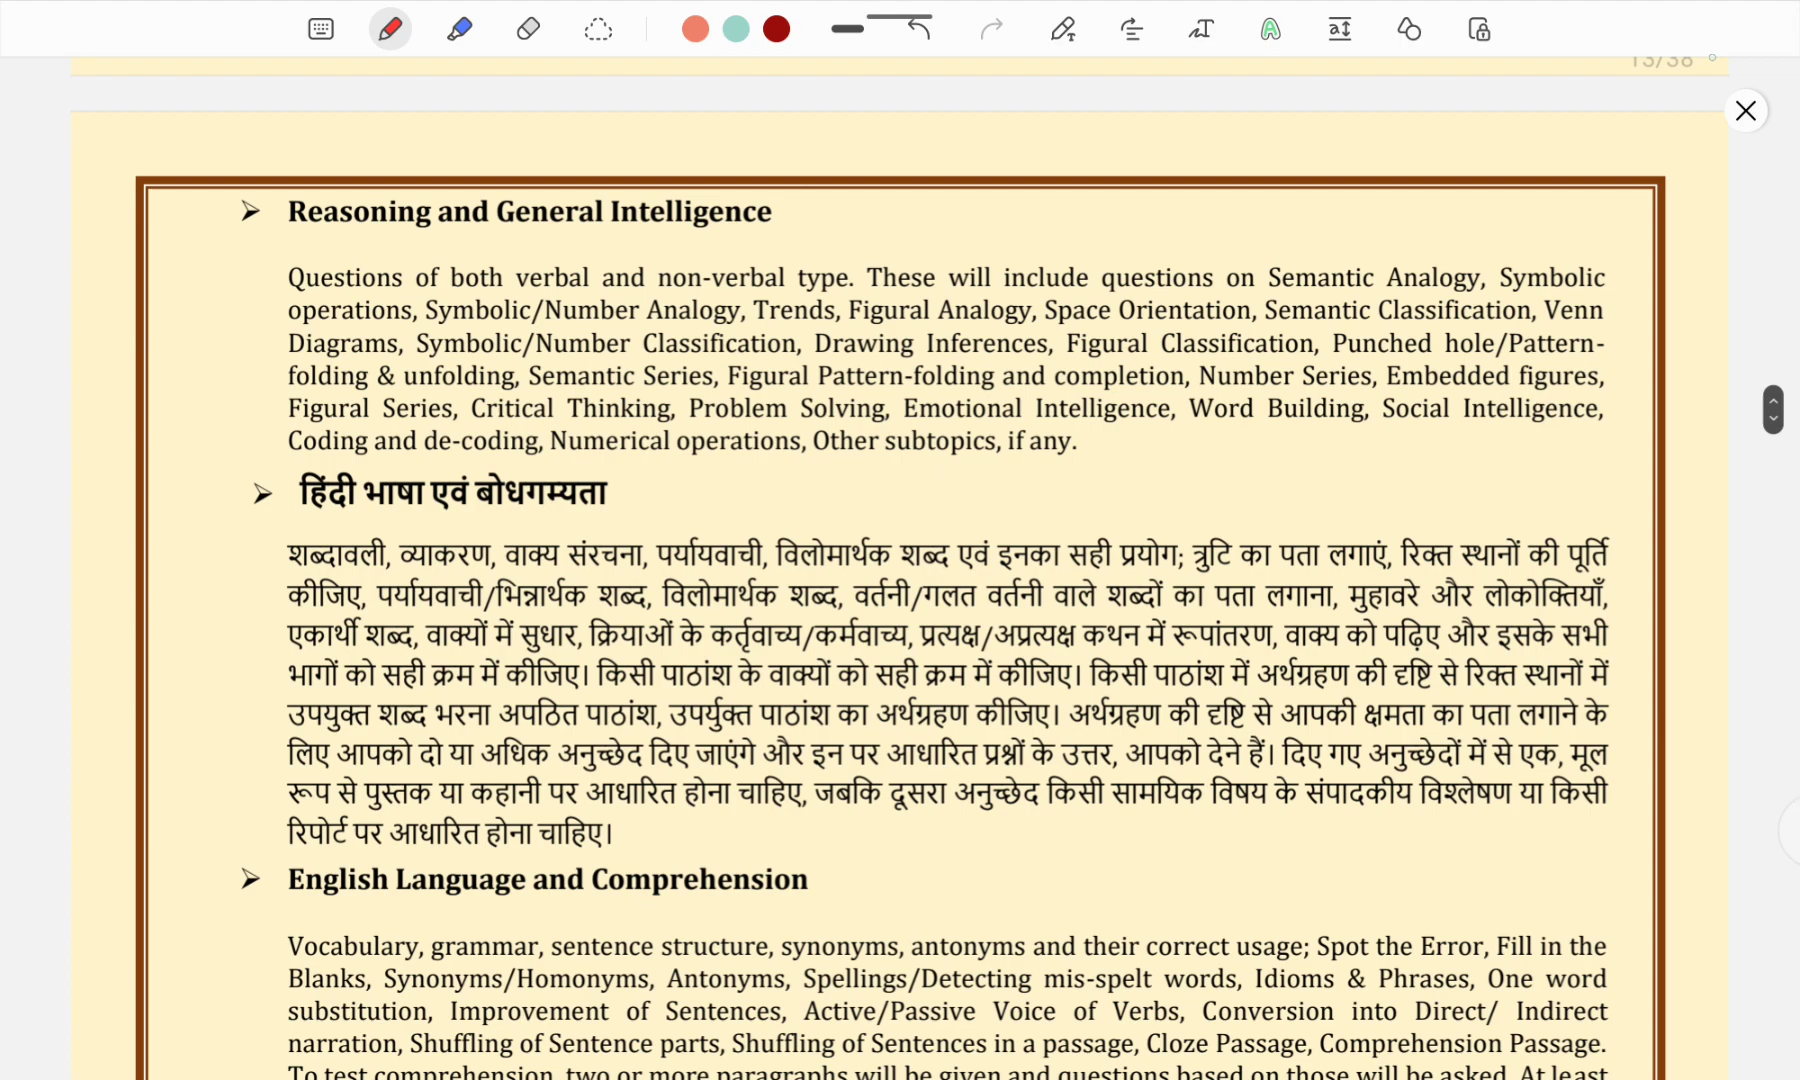 13/38
Reasoning and General Intelligence
Questions of both verbal and non-verbal type. These will include questions on Semantic Analogy, Symbolic
operations, Symbolic/Number Analogy, Trends, Figural Analogy, Space Orientation, Semantic Classification, Venn
Diagrams, Symbolic/Number Classification, Drawing Inferences, Figural Classification, Punched hole/Pattern-
folding & unfolding, Semantic Series, Figural Pattern-folding and completion, Number Series, Embedded figures,
Figural Series, Critical Thinking, Problem Solving, Emotional Intelligence, Word Building, Social Intelligence,
Coding and de-coding, Numerical operations, Other subtopics, if any.
हिंदी भाषा एवं बोधगम्यता
शब्दावली, व्याकरण, वाक्य संरचना, पर्यायवाची, विलोमार्थक शब्द एवं इनका सही प्रयोग; त्रुटि का पता लगाएं, रिक्त स्थानों की पूर्ति
कीजिए, पर्यायवाची/भिन्नार्थक शब्द, विलोमार्थक शब्द, वर्तनी/गलत वर्तनी वाले शब्दों का पता लगाना, मुहावरे और लोकोक्तियाँ,
एकार्थी शब्द, वाक्यों में सुधार, क्रियाओं के कर्तृवाच्य/कर्मवाच्य, प्रत्यक्ष/अप्रत्यक्ष कथन में रूपांतरण, वाक्य को पढ़िए और इसके सभी
भागों को सही क्रम में कीजिए। किसी पाठांश के वाक्यों को सही क्रम में कीजिए। किसी पाठांश में अर्थग्रहण की दृष्टि से रिक्त स्थानों में
उपयुक्त शब्द भरना अपठित पाठांश, उपर्युक्त पाठांश का अर्थग्रहण कीजिए। अर्थग्रहण की दृष्टि से आपकी क्षमता का पता लगाने के
लिए आपको दो या अधिक अनुच्छेद दिए जाएंगे और इन पर आधारित प्रश्नों के उत्तर, आपको देने हैं। दिए गए अनुच्छेदों में से एक, मूल
रूप से पुस्तक या कहानी पर आधारित होना चाहिए, जबकि दूसरा अनुच्छेद किसी सामयिक विषय के संपादकीय विश्लेषण या किसी
रिपोर्ट पर आधारित होना चाहिए।
English Language and Comprehension
Vocabulary, grammar, sentence structure, synonyms, antonyms and their correct usage; Spot the Error, Fill in the
Blanks, Synonyms/Homonyms, Antonyms, Spellings/Detecting mis-spelt words, Idioms & Phrases, One word
substitution, Improvement of Sentences, Active/Passive Voice of Verbs, Conversion into Direct/ Indirect
narration, Shuffling of Sentence parts, Shuffling of Sentences in a passage, Cloze Passage, Comprehension Passage.
To test comprehension, two or more paragraphs will be given and questions based on those will be asked. At least